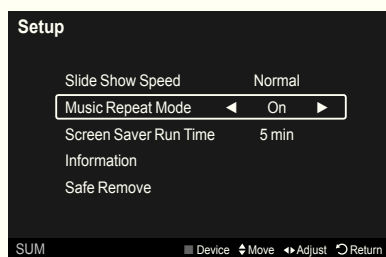 Setup
Slide Show Speed Normal
Music Repeat Mode ◄ On ►
Screen Saver Run Time 5 min
Information
Safe Remove
SUM Device Move Adjust Return